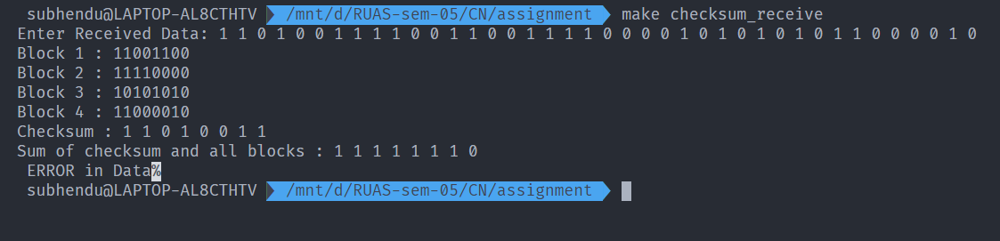 subhendu@LAPTOP-AL8CTHTV /mnt/d/RUAS-sem-05/CN/assignment make checksum_receive
Enter Received Data: 1 1 0 1 0 0 1 1 1 1 0 0 1 1 0 0 1 1 1 1 0 0 0 0 1 0 1 0 1 0 1 0 1 1 0 0 0 0 1 0
Block 1 : 11001100
Block 2 : 11110000
Block 3 : 10101010
Block 4 : 11000010
Checksum : 1 1 0 1 0 0 1 1
Sum of checksum and all blocks : 1 1 1 1 1 1 1 0
ERROR in Data%
subhendu@LAPTOP-AL8CTHTV /mnt/d/RUAS-sem-05/CN/assignment